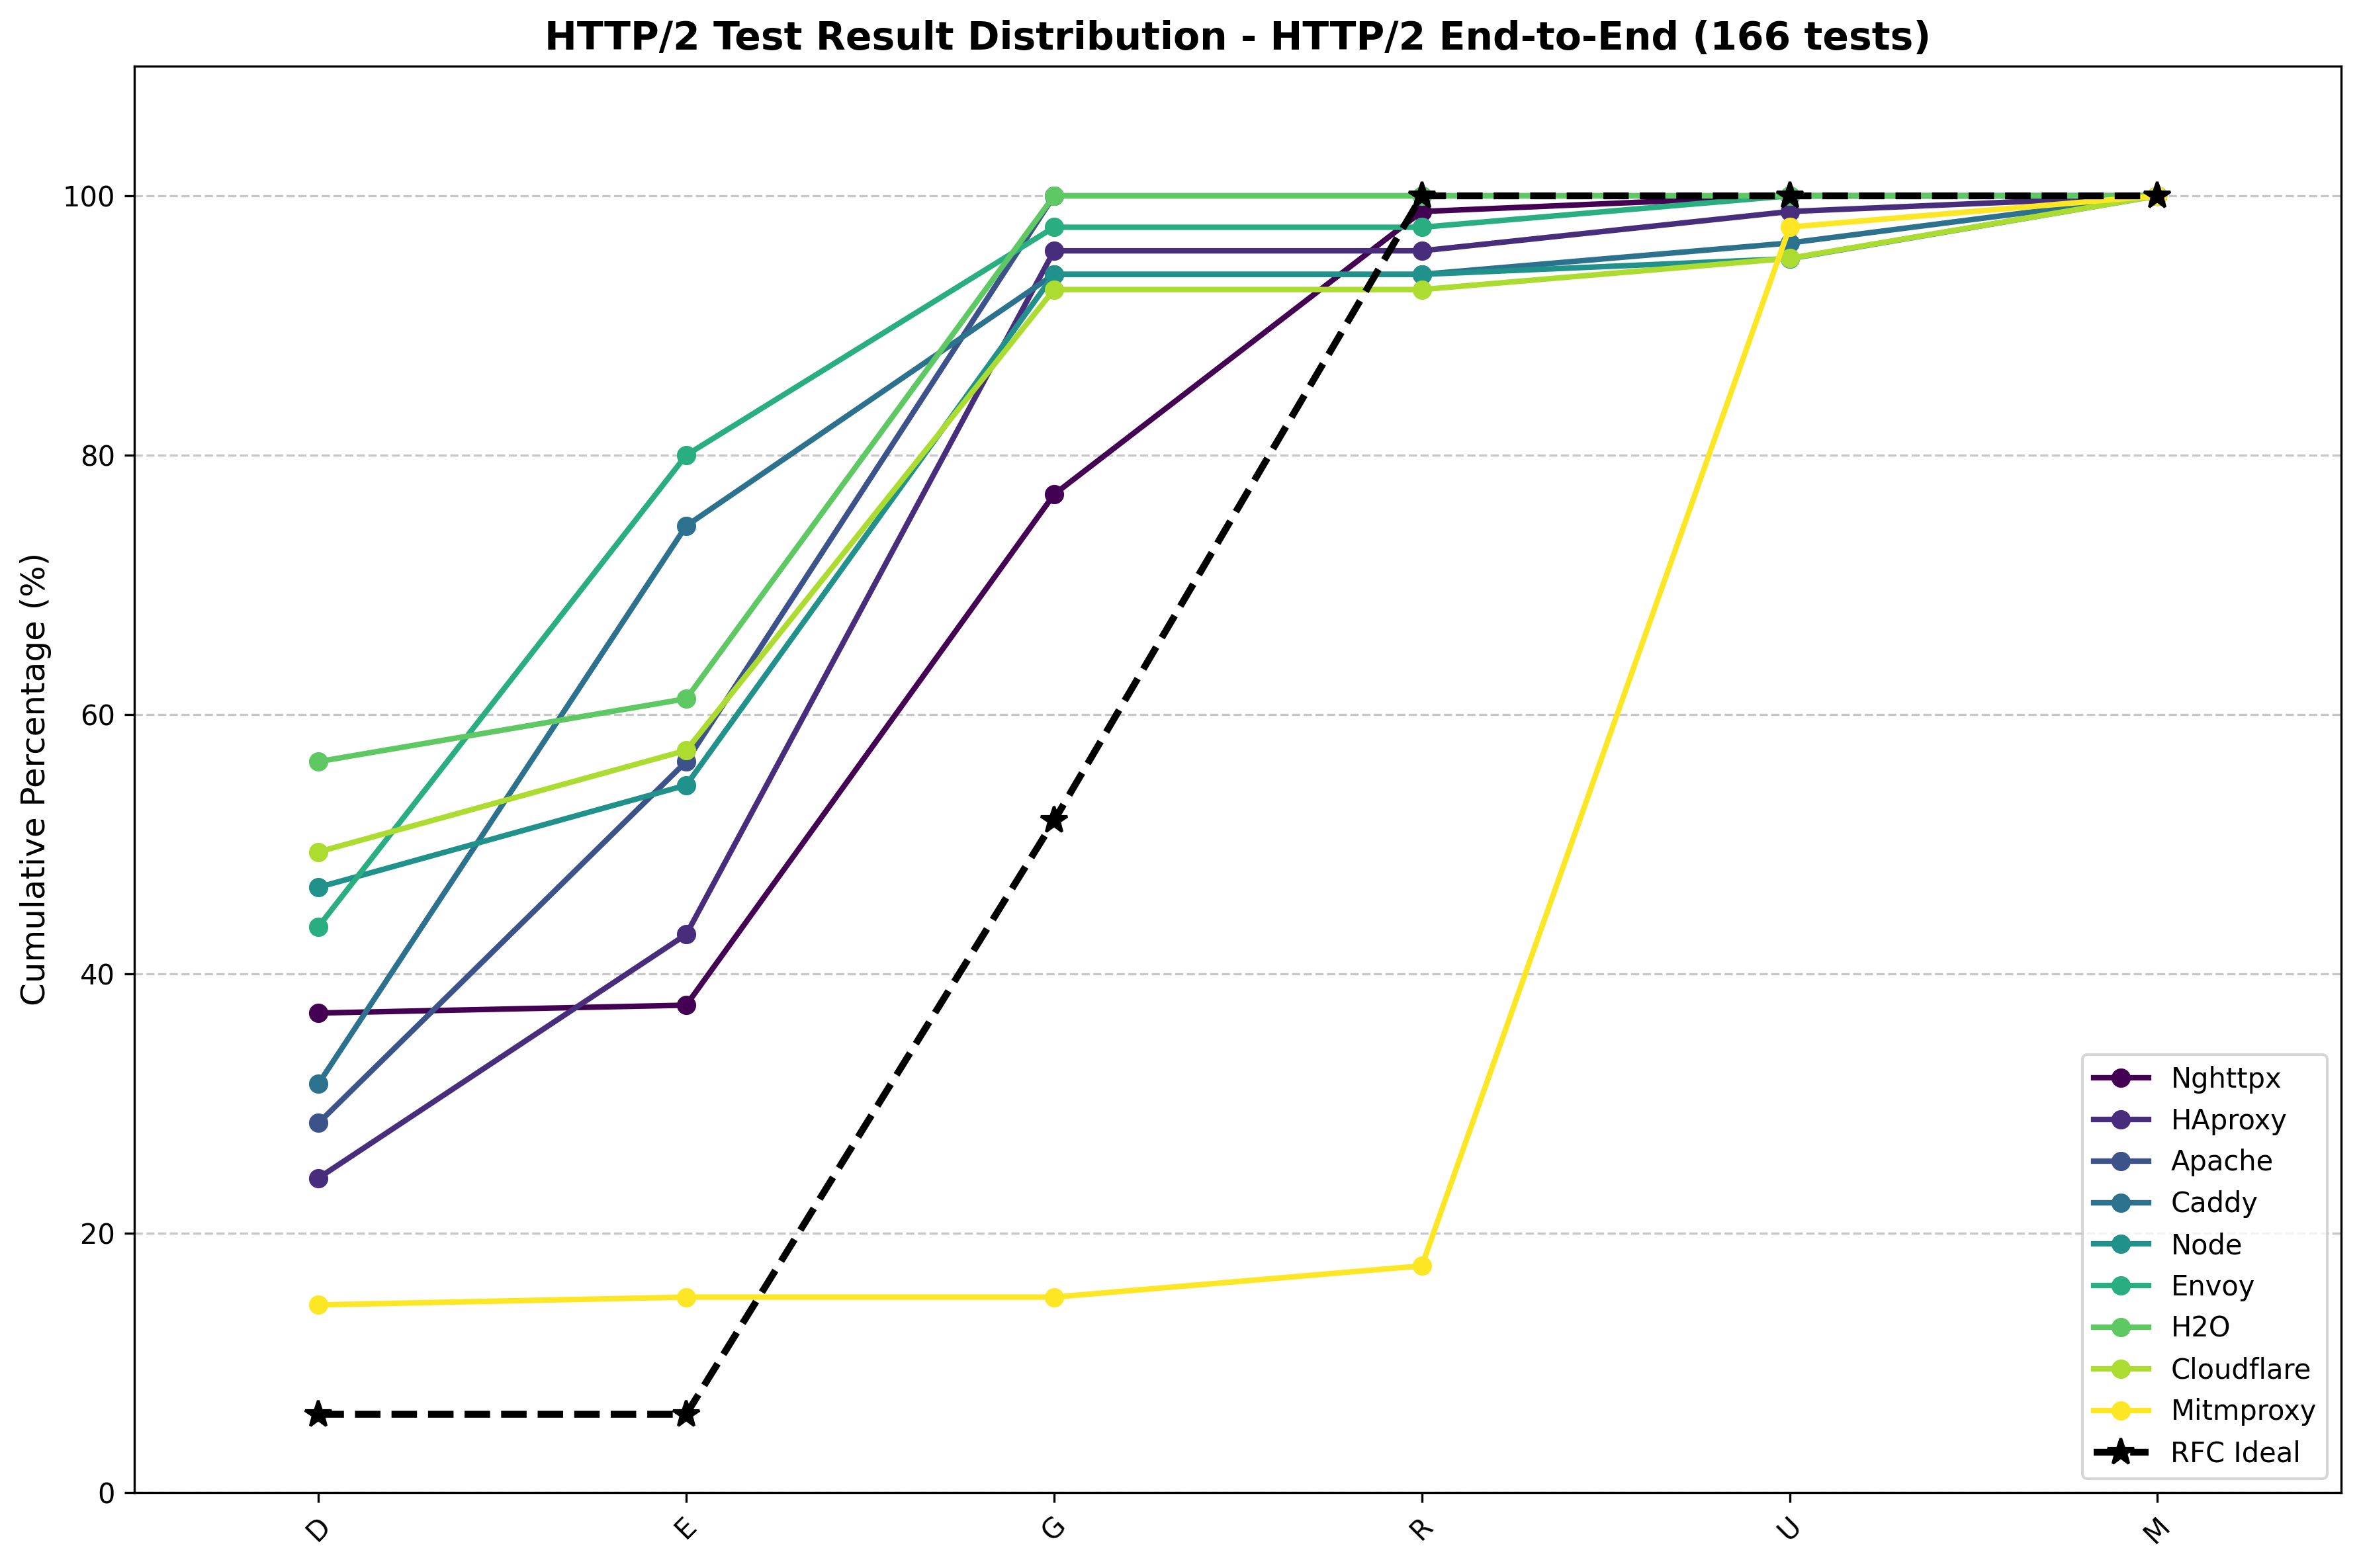 HTTP/2 Test Result Distribution - HTTP/2 End-to-End (166 tests)
Cumulative Percentage (%)
100
80
60
40
20
0
D
E
G
R
U
M
Nghttpx
HAproxy
Apache
Caddy
Node
Envoy
H2O
Cloudflare
Mitmproxy
RFC Ideal